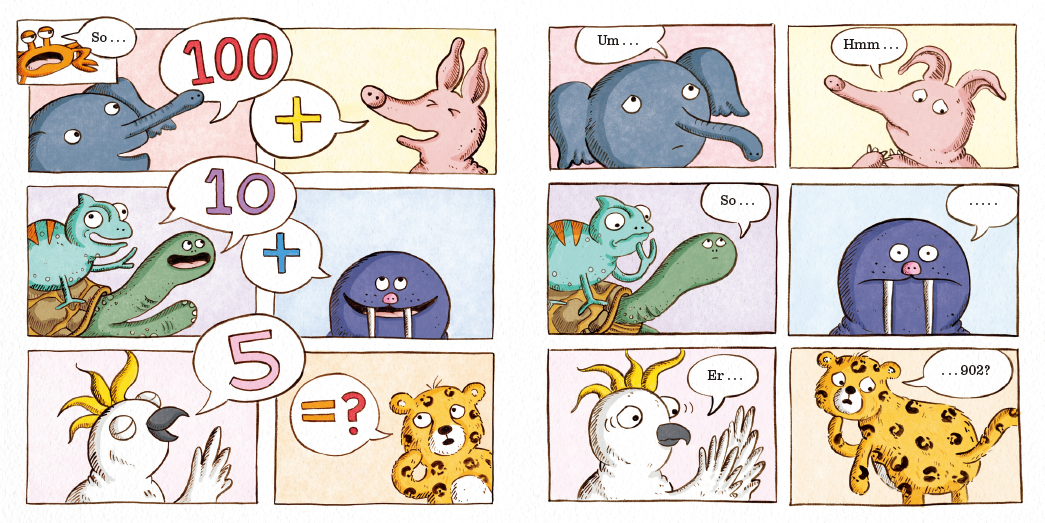 So . . .
100
+
10
+
5
= ?
Um . . .
Hmm . . .
So . . .
. . . . .
Er . . .
. . . 902?